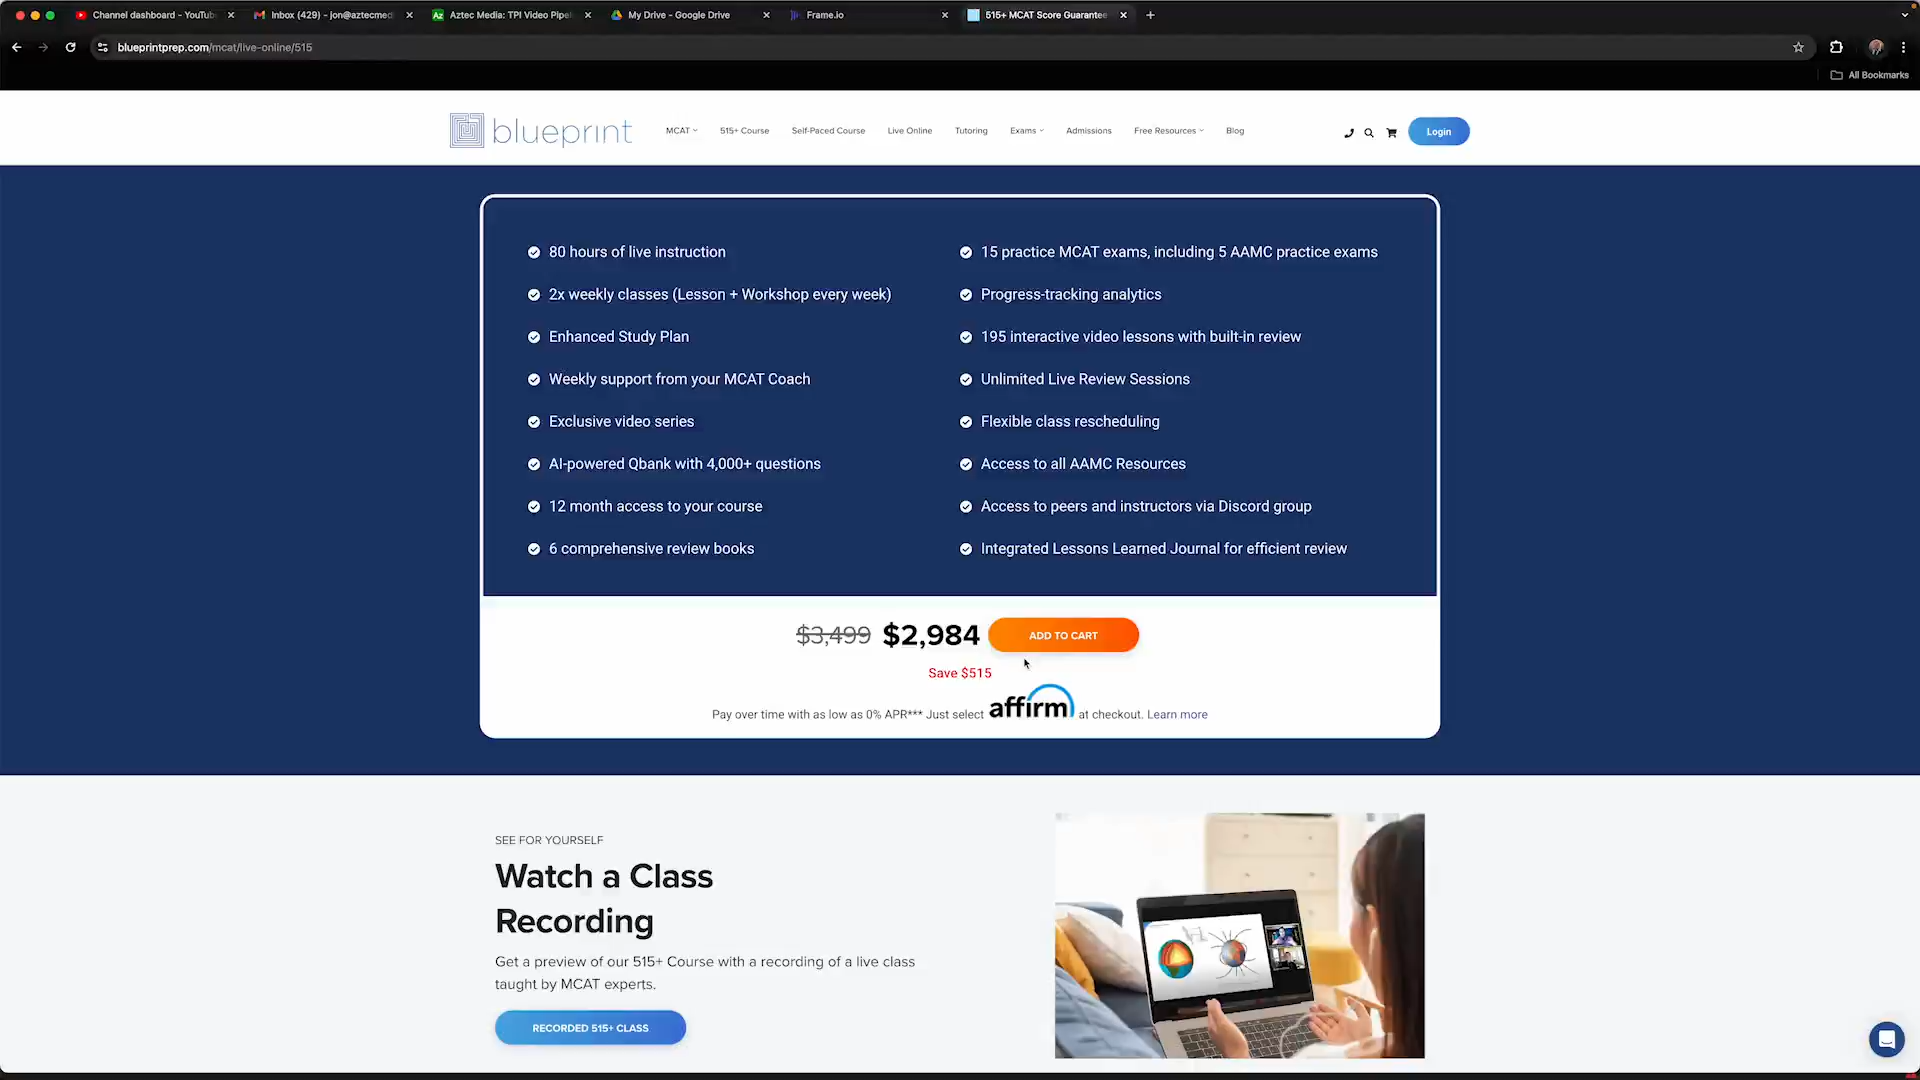 Channel dashboard - YouTub
Inbox (429) - jon@aztecmed
Az Aztec Media: TPI Video Pipel
My Drive - Google Drive
Frame.io
515+ MCAT Score Guarantee
blueprintprep.com/mcat/live-online/515
All Bookmarks
blueprint
MCAT
515+ Course
Self-Paced Course
Live Online
Tutoring
Exams
Admissions
Free Resources
Blog
Login
80 hours of live instruction
2x weekly classes (Lesson + Workshop every week)
Enhanced Study Plan
Weekly support from your MCAT Coach
Exclusive video series
AI-powered Qbank with 4,000+ questions
12 month access to your course
6 comprehensive review books
15 practice MCAT exams, including 5 AAMC practice exams
Progress-tracking analytics
195 interactive video lessons with built-in review
Unlimited Live Review Sessions
Flexible class rescheduling
Access to all AAMC Resources
Access to peers and instructors via Discord group
Integrated Lessons Learned Journal for efficient review
$3,499 $2,984 ADD TO CART
Save $515
Pay over time with as low as 0% APR*** Just select affirm at checkout. Learn more
SEE FOR YOURSELF
Watch a Class
Recording
Get a preview of our 515+ Course with a recording of a live class
taught by MCAT experts.
RECORDED 515+ CLASS